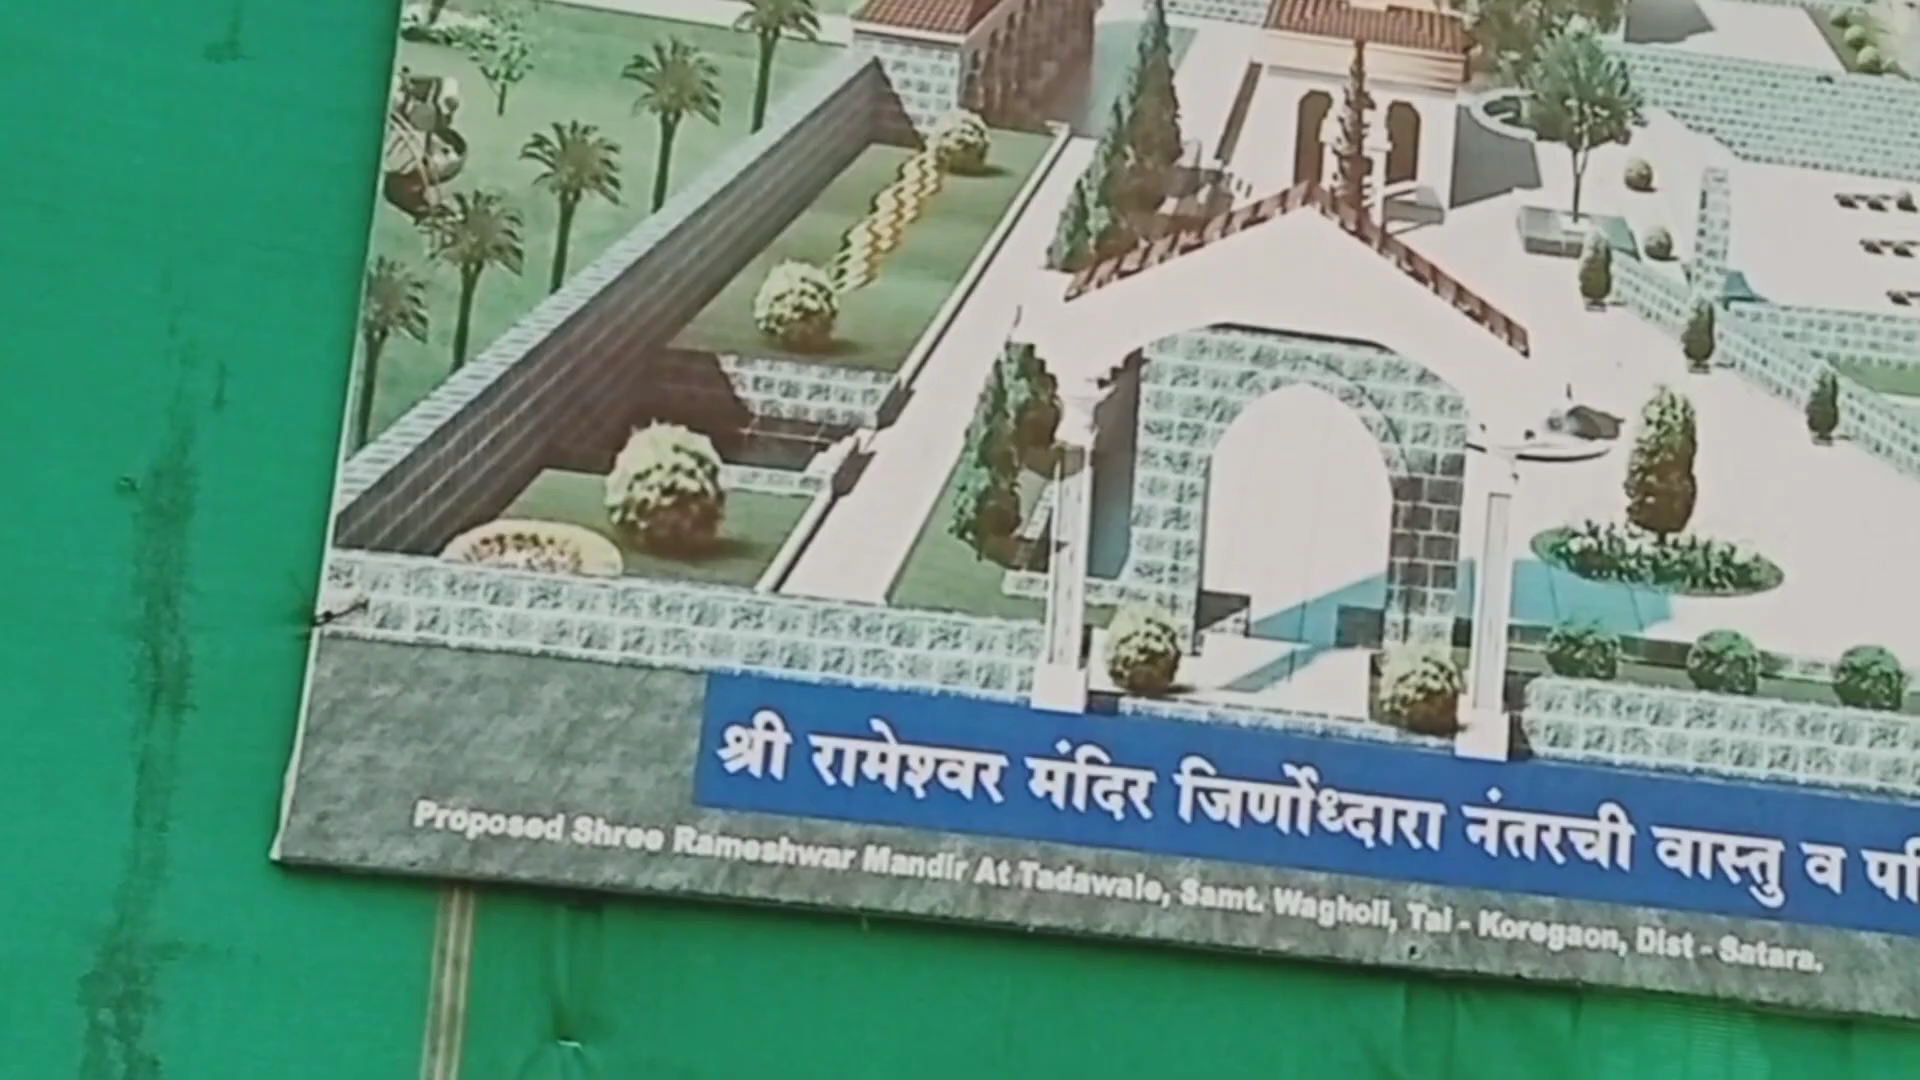 श्री रामेश्वर मंदिर जिर्णोध्दारा नंतरची वास्तु व
Proposed Shree Rameshwar Mandir At Tadawale, Samt. Wagholi, Tal - Koregaon, Dist - Satara.